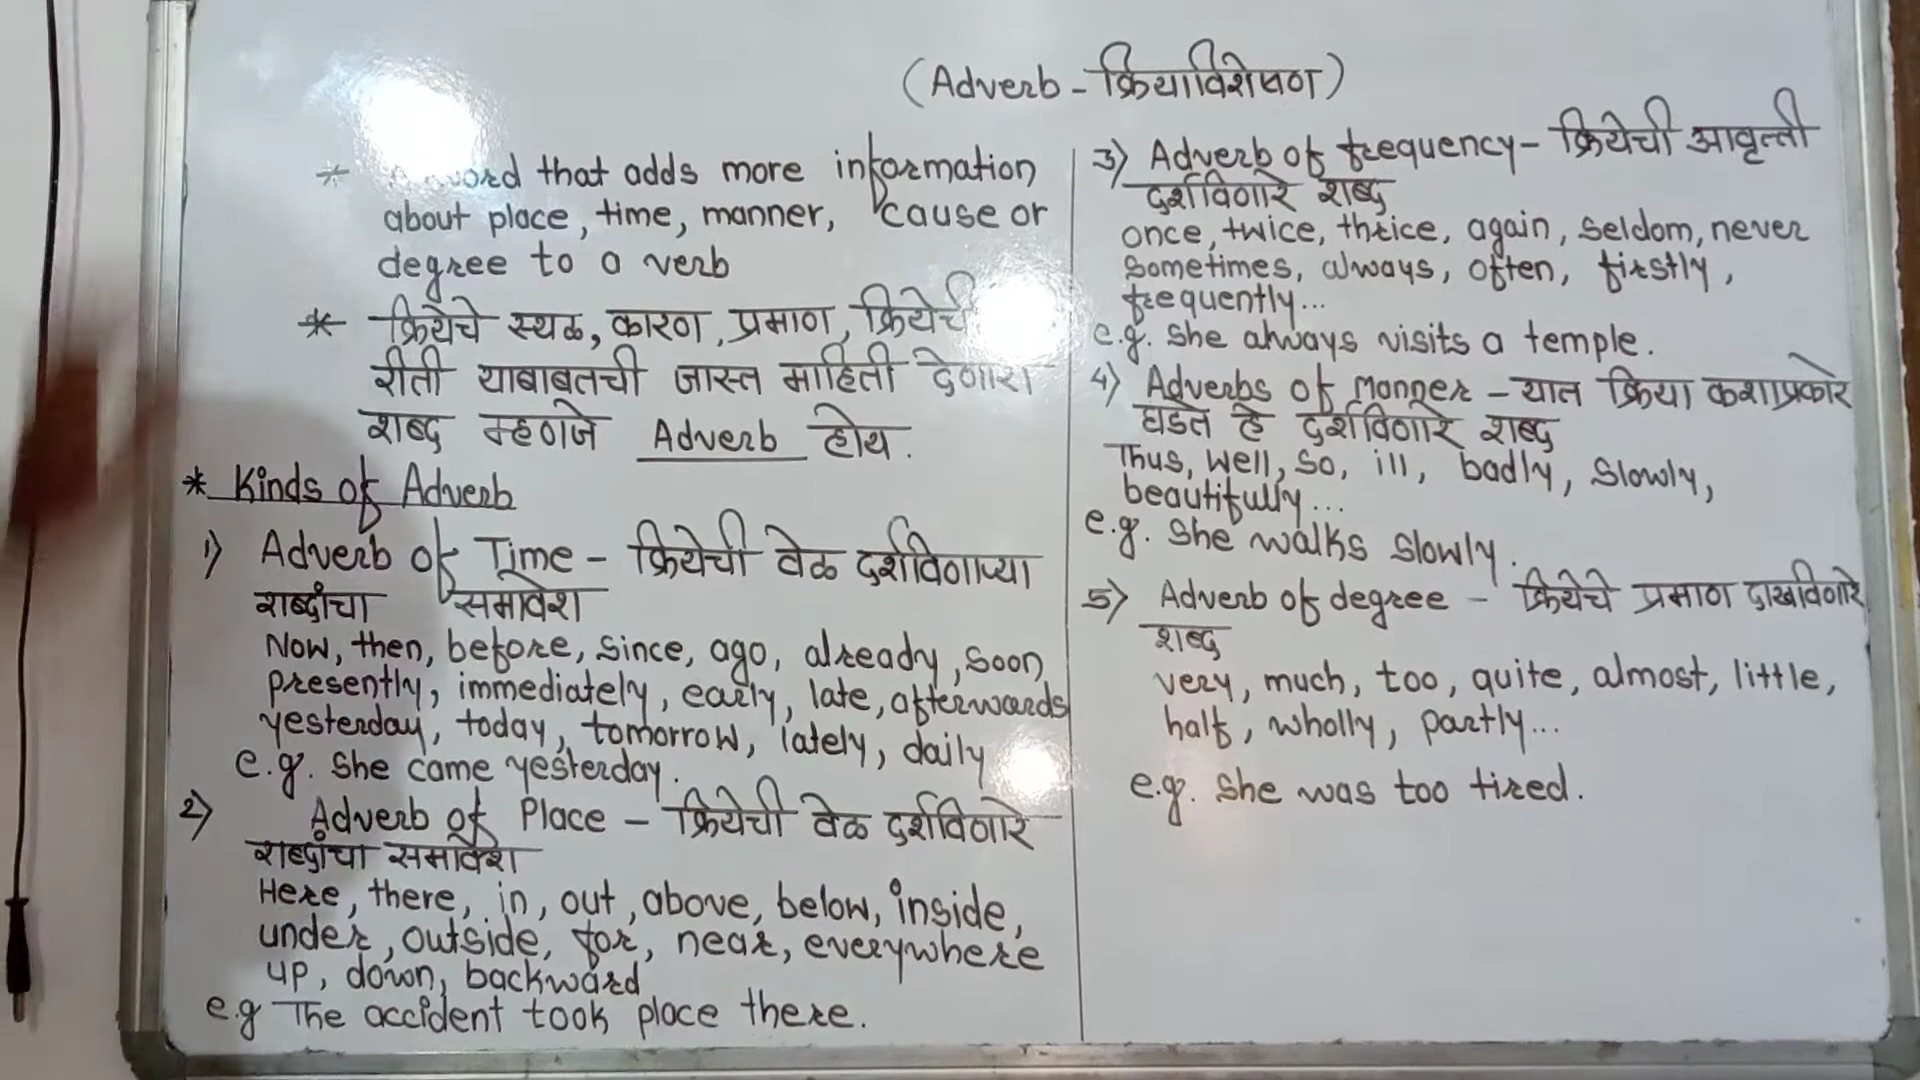 (Adverb - क्रियाविशेषण)
* word that adds more information
about place, time, manner, cause or
degree to a verb
* क्रियेचे स्थळ, कारण, प्रमाण, क्रियेची
रीती याबाबतची जास्त माहिती देणारा
शब्द म्हणजे Adverb होय.
* Kinds of Adverb
1) Adverb of Time - क्रियेची वेळ दर्शविणाऱ्या
शब्दांचा समावेश
Now, then, before, since, ago, already, soon
presently, immediately, early, late, afterwards
yesterday, today, tomorrow, lately, daily
e.g. She came yesterday.
2) Adverb of Place - क्रियेची वेळ दर्शविणारे
शब्दांचा समावेश
Here, there, in, out, above, below, inside,
under, outside, far, near, everywhere
up, down, backward
e.g The accident took place there.
3) Adverb of frequency - क्रियेची आवृत्ती
दर्शविणारे शब्द
once, twice, thrice, again, seldom, never
sometimes, always, often, firstly,
frequently...
e.g. She always visits a temple.
4) Adverbs of Manner - यात क्रिया कशाप्रकारे
घडते हे दर्शविणारे शब्द
Thus, well, so, ill, badly, slowly,
beautifully...
e.g. She walks slowly.
5) Adverb of degree - क्रियेचे प्रमाण दाखविणारे
शब्द
very, much, too, quite, almost, little,
half, wholly, partly...
e.g. She was too tired.